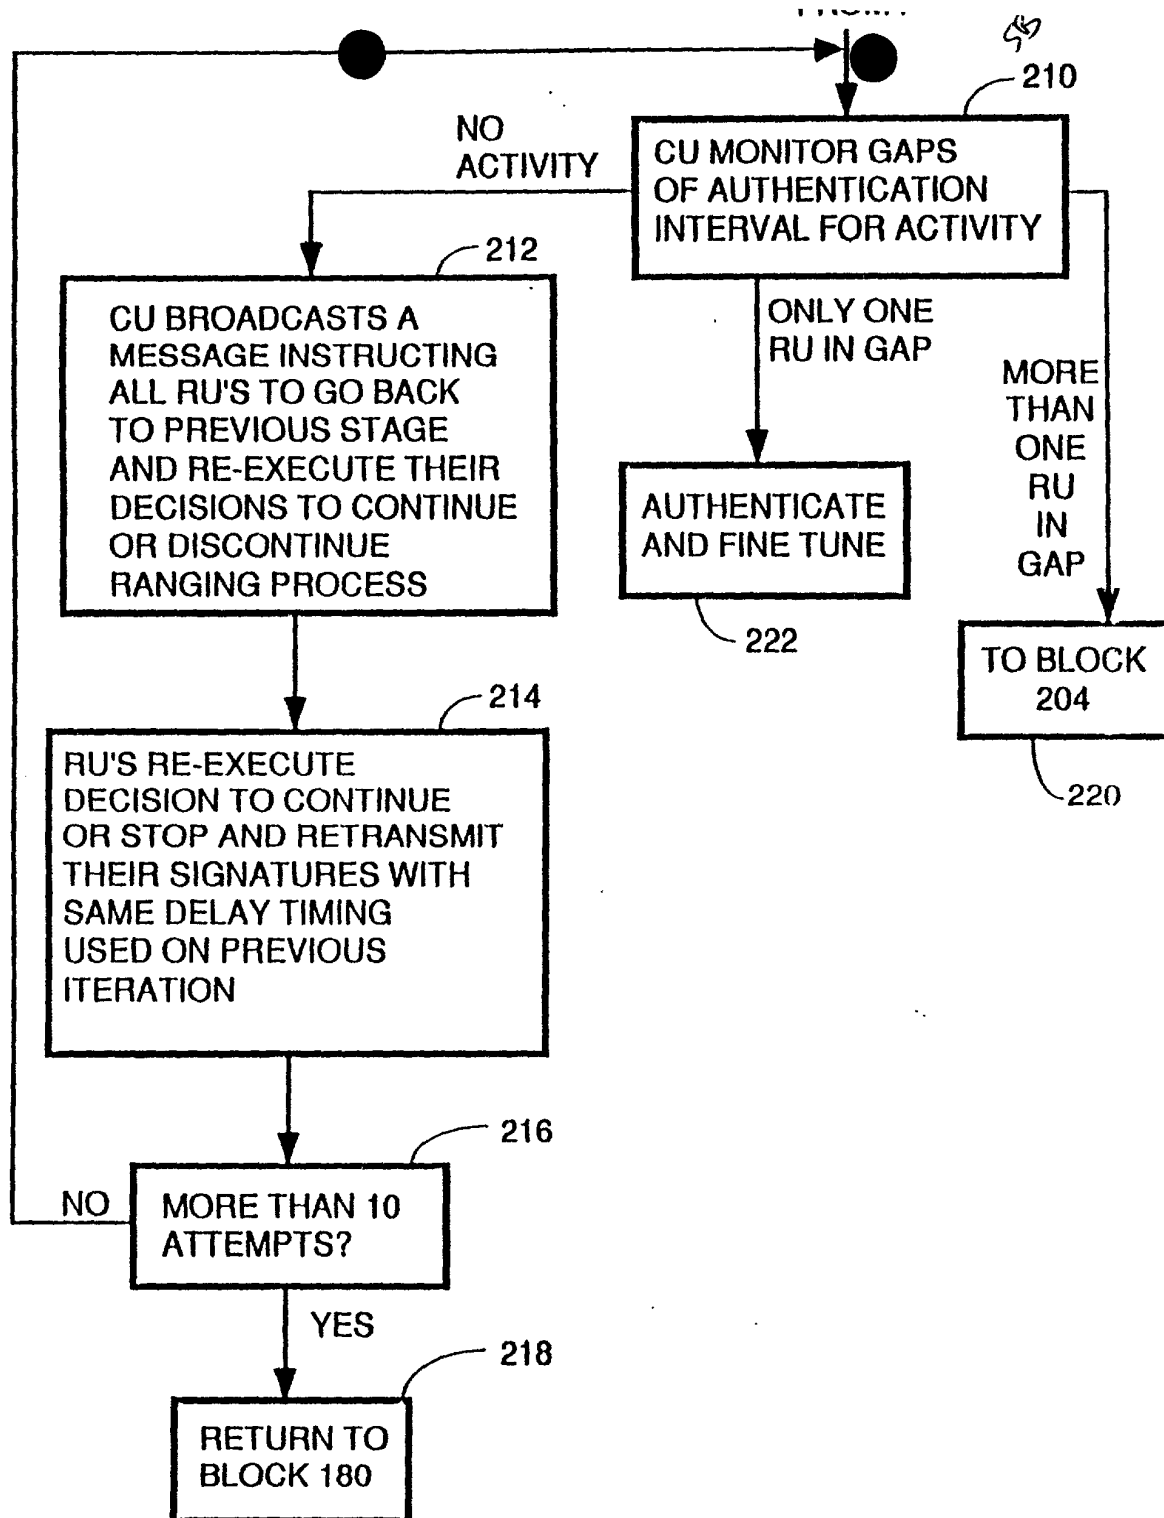 210
NO
ACTIVITY
CU MONITOR GAPS
OF AUTHENTICATION
INTERVAL FOR ACTIVITY
212
CU BROADCASTS A
MESSAGE INSTRUCTING
ALL RU'S TO GO BACK
TO PREVIOUS STAGE
AND RE-EXECUTE THEIR
DECISIONS TO CONTINUE
OR DISCONTINUE
RANGING PROCESS
ONLY ONE
RU IN GAP
MORE
THAN
ONE
RU
IN
GAP
AUTHENTICATE
AND FINE TUNE
222
TO BLOCK
204
220
214
RU'S RE-EXECUTE
DECISION TO CONTINUE
OR STOP AND RETRANSMIT
THEIR SIGNATURES WITH
SAME DELAY TIMING
USED ON PREVIOUS
ITERATION
216
NO
MORE THAN 10
ATTEMPTS?
YES
218
RETURN TO
BLOCK 180